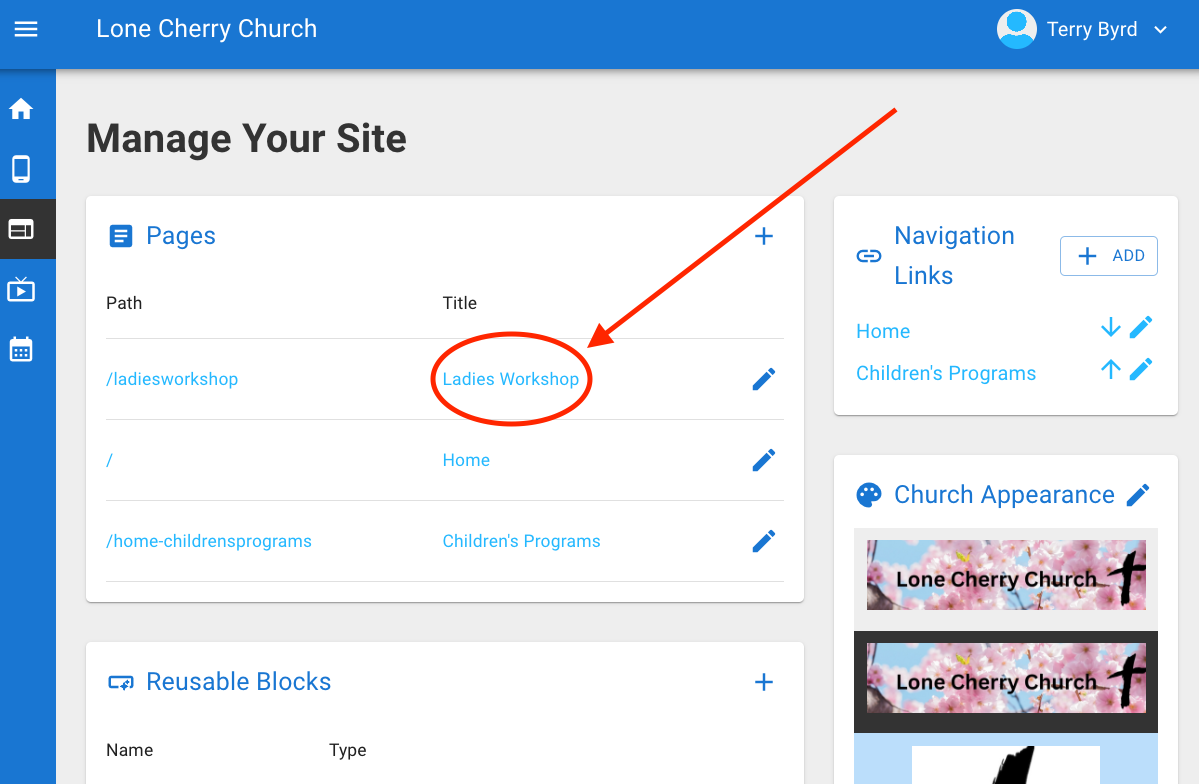 Lone Cherry Church
Terry Byrd
Manage Your Site
Pages
Path Title
/ladiesworkshop Ladies Workshop
/ Home
/home-childrensprograms Children's Programs
Reusable Blocks
Name Type
Navigation
Links
ADD
Home
Children's Programs
Church Appearance
Lone Cherry Church
Lone Cherry Church